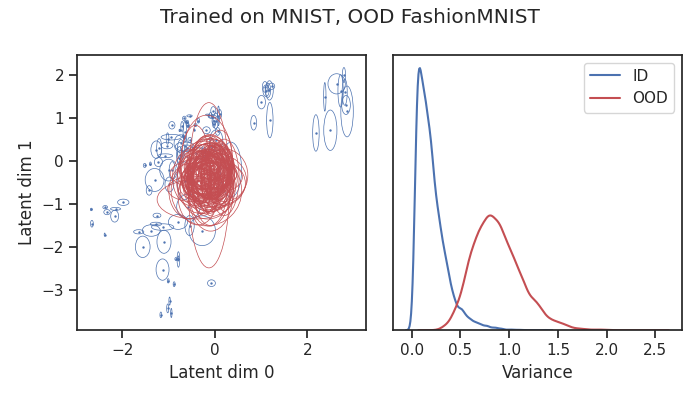 Trained on MNIST, OOD FashionMNIST
2
1
0
−1
−2
−3
Latent dim 1
−2
0
2
Latent dim 0
ID
OOD
0.0
0.5
1.0
1.5
2.0
2.5
Variance